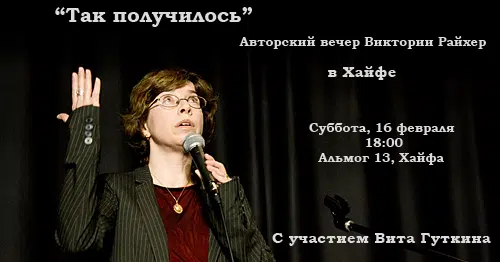 “Так получилось”
Авторский вечер Виктории Райхер
в Хайфе
Суббота, 16 февраля
18:00
Альмог 13, Хайфа
С участием Вита Гуткина